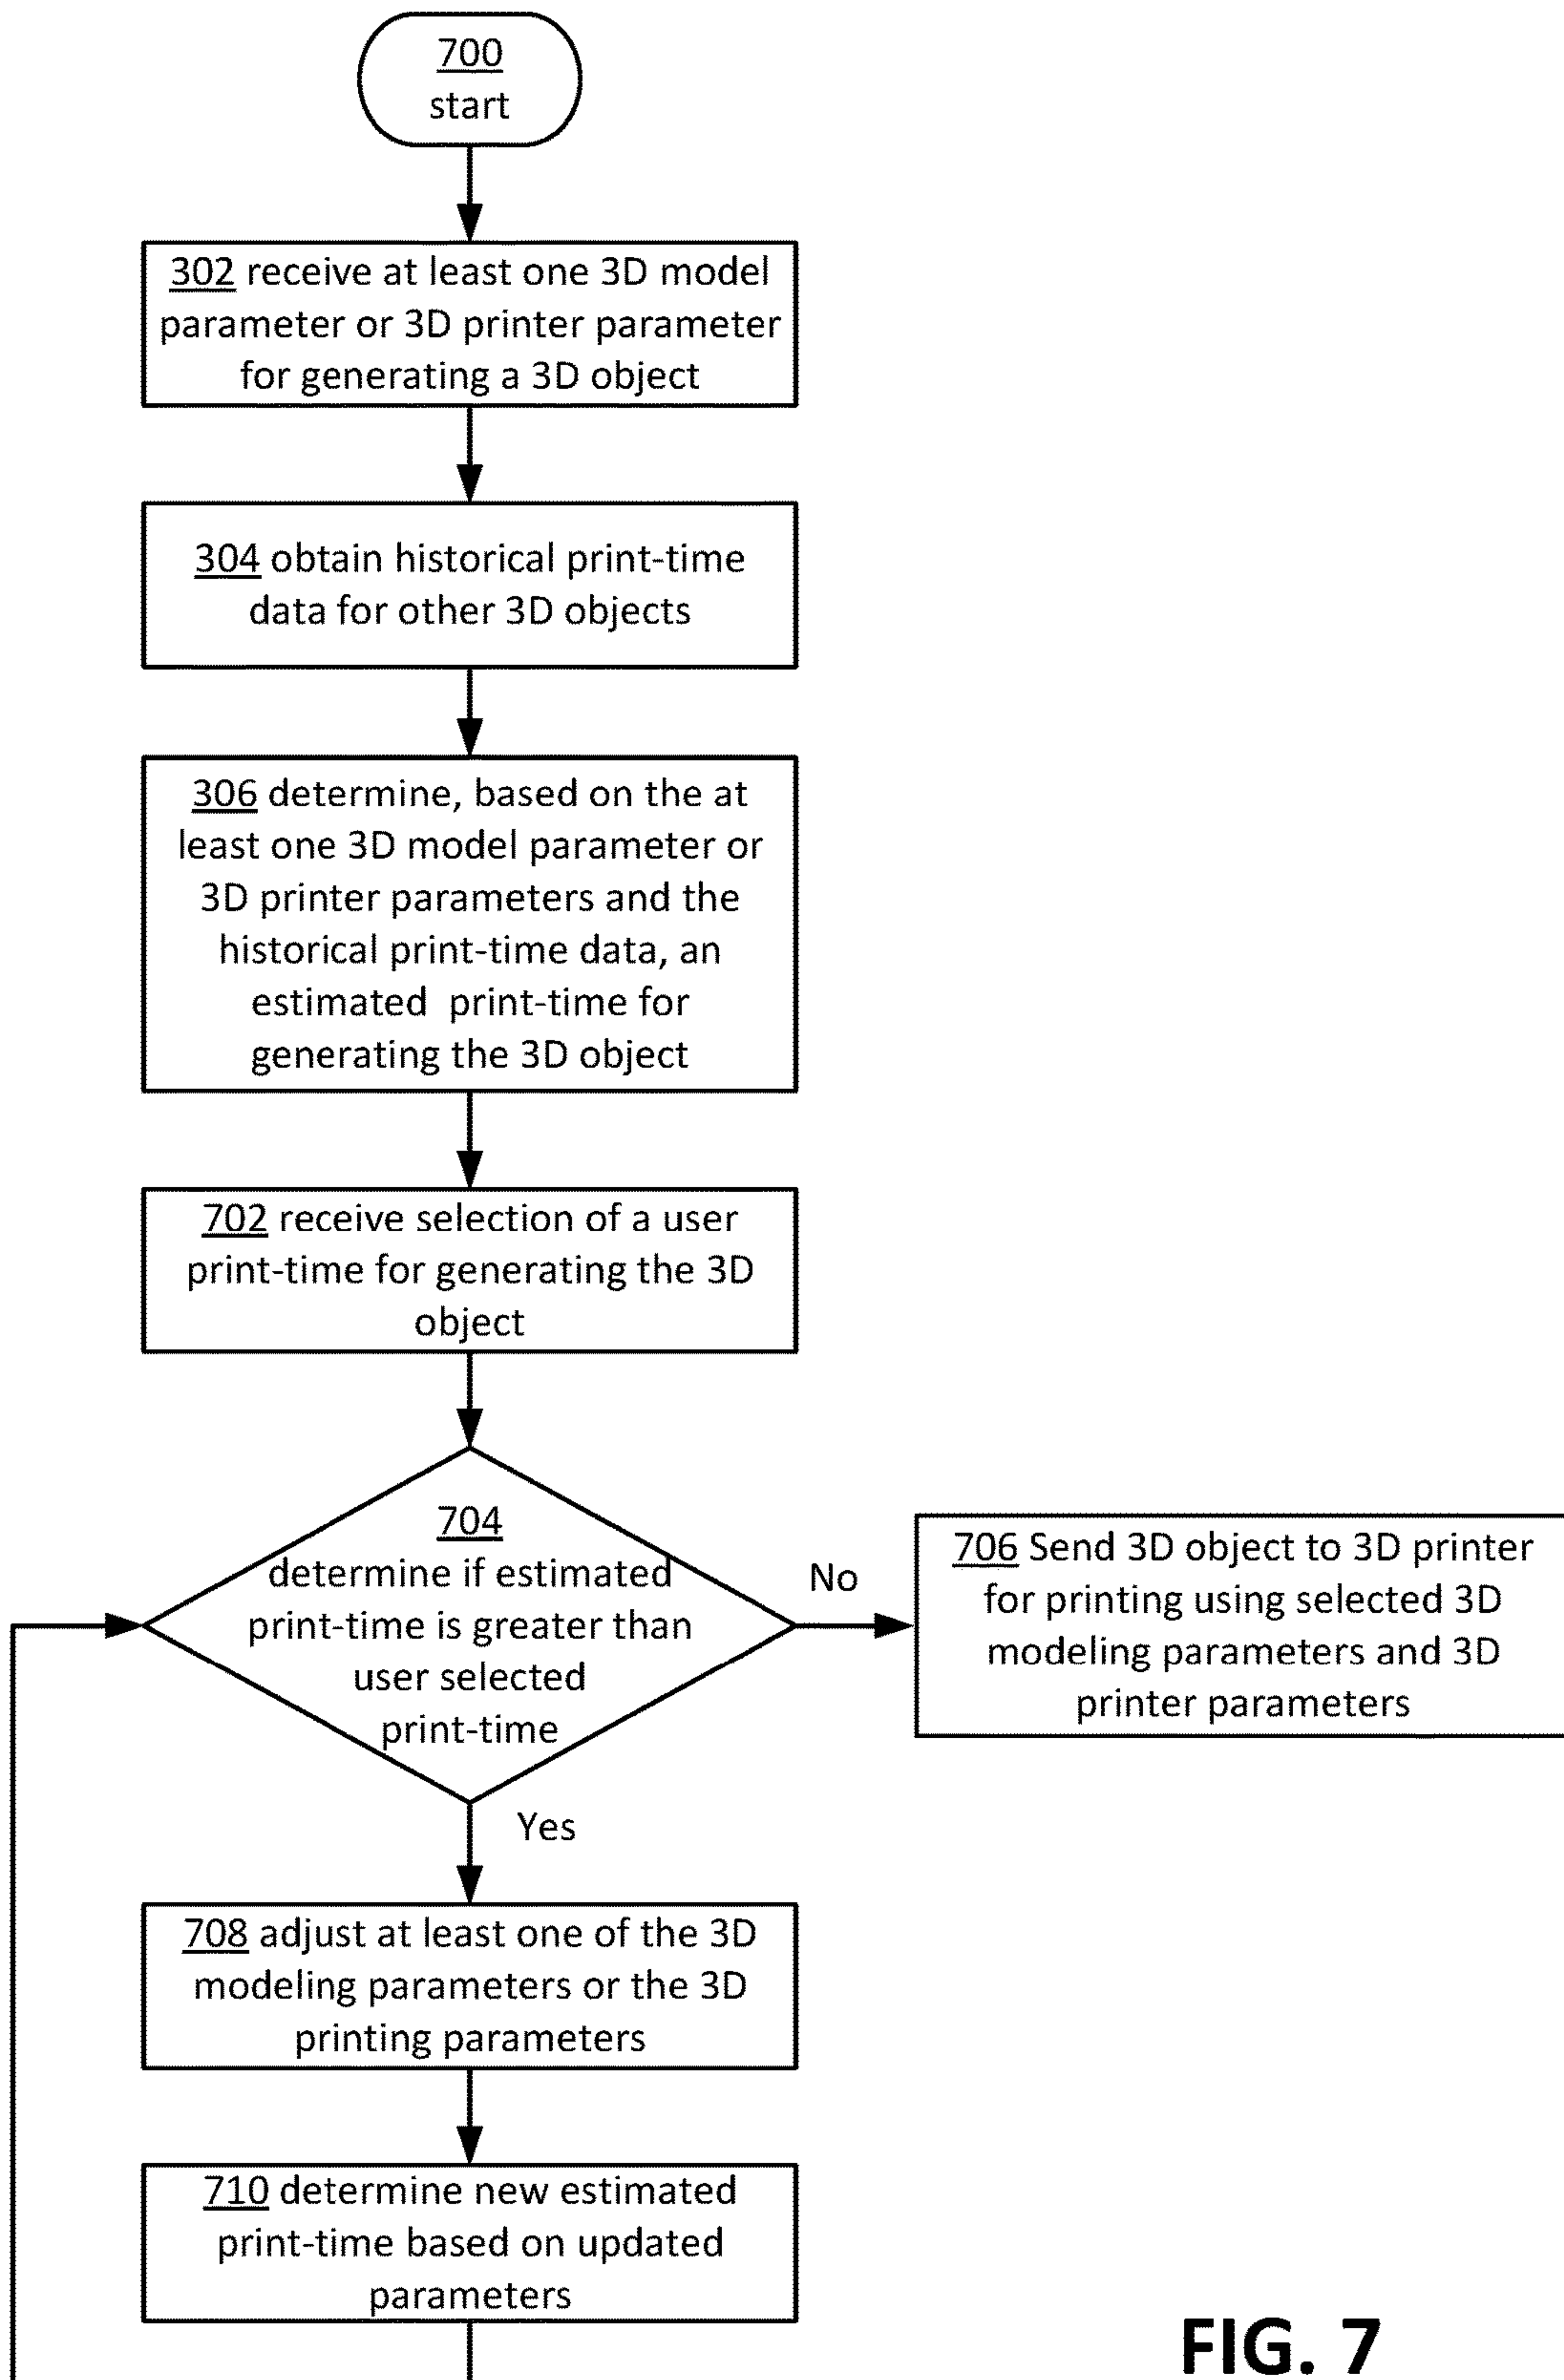 700
start
302 receive at least one 3D model
parameter or 3D printer parameter
for generating a 3D object
304 obtain historical print-time
data for other 3D objects
306 determine, based on the at
least one 3D model parameter or
3D printer parameters and the
historical print-time data, an
estimated print-time for
generating the 3D object
702 receive selection of a user
print-time for generating the 3D
object
704
determine if estimated
print-time is greater than
user selected
print-time
No
706 Send 3D object to 3D printer
for printing using selected 3D
modeling parameters and 3D
printer parameters
Yes
708 adjust at least one of the 3D
modeling parameters or the 3D
printing parameters
710 determine new estimated
print-time based on updated
parameters
FIG. 7